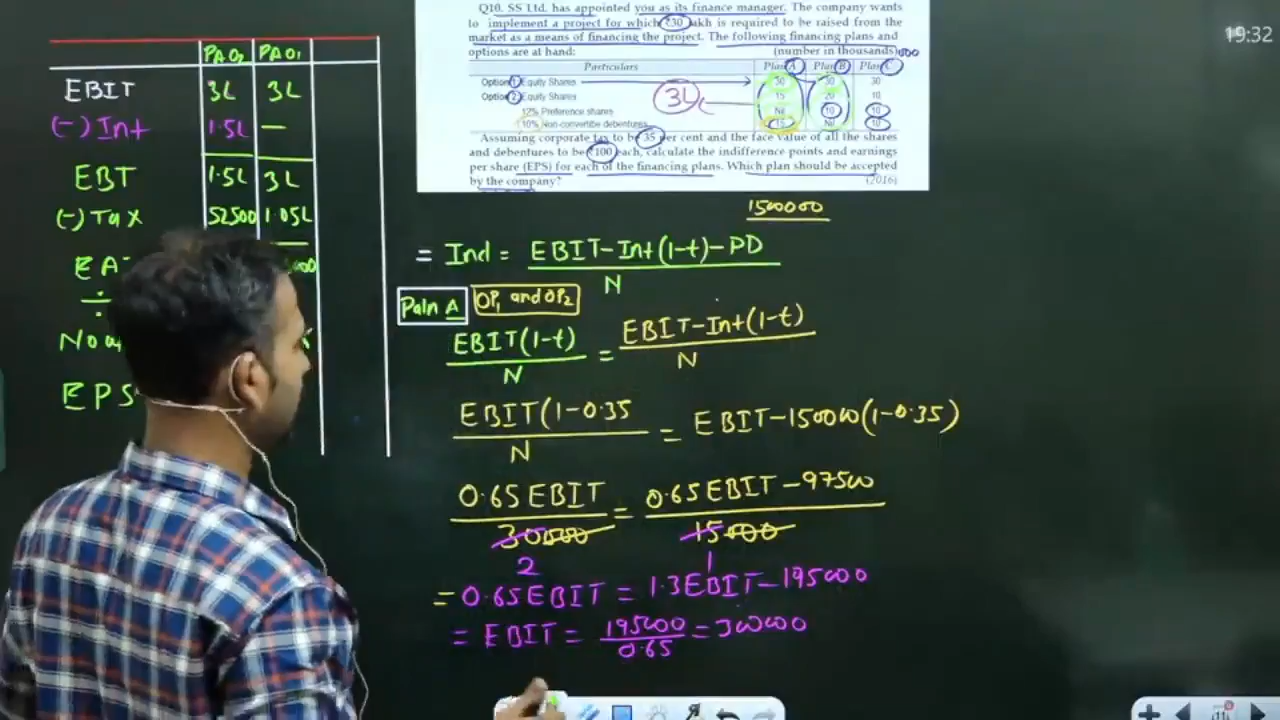 19:32
Q10. SS Ltd. has appointed you as its finance manager. The company wants
to implement a project for which ₹30 lakh is required to be raised from the
market as a means of financing the project. The following financing plans and
options are at hand: (number in thousands) 000
Particulars Plan A Plan B Plan C
Option 1 Equity Shares 30 30 30
Option 2 Equity Shares 15 20 10
12% Preference shares Nil 10 10
10% Non-convertible debentures 15 Nil 10
3L
Assuming corporate tax to be 35 per cent and the face value of all the shares
and debentures to be ₹100 each, calculate the indifference points and earnings
per share (EPS) for each of the financing plans. Which plan should be accepted
by the company? (2016)
1500000
PAO2 PAO1
EBIT 3L 3L
(-) Int 1.5L —
EBT 1.5L 3L
(-) Tax 52500 1.05L
÷
EPS
= Ind = EBIT-Int(1-t)-PD
N
Paln A OP1 and OP2
EBIT(1-t) = EBIT-Int(1-t)
N N
EBIT(1-0.35 = EBIT-150000(1-0.35)
N
0.65EBIT = 0.65EBIT-97500
30000 15000
2 1
= 0.65EBIT = 1.3EBIT-195000
= EBIT = 195000 = 300000
0.65